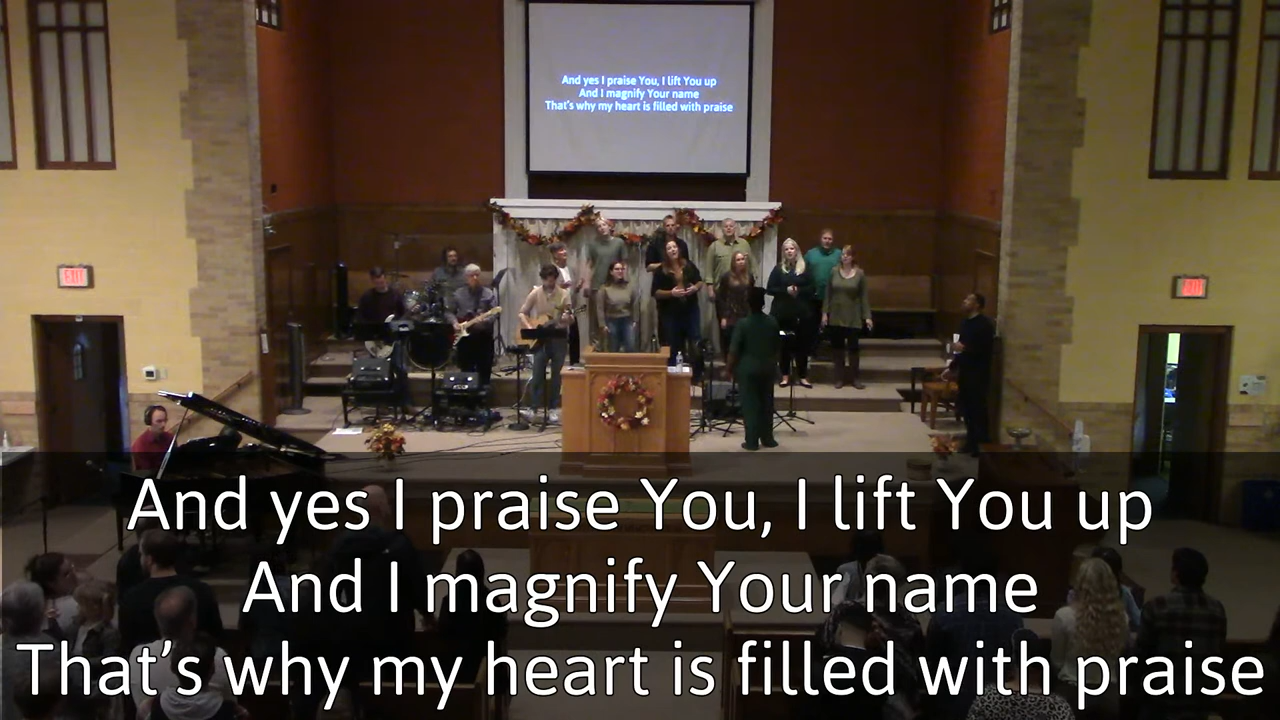 And yes I praise You, I lift You up
And I magnify Your name
That's why my heart is filled with praise
EXIT
EXIT
And yes I praise You, I lift You up
And I magnify Your name
That's why my heart is filled with praise